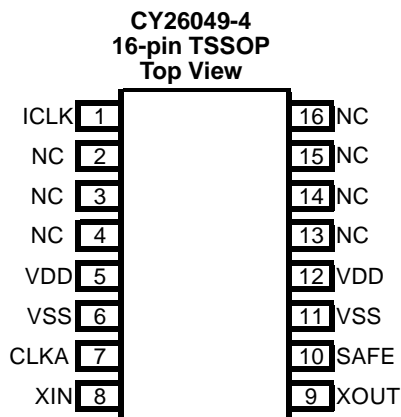 CY26049-4
16-pin TSSOP
Top View
ICLK 1 16 NC
NC 2 15 NC
NC 3 14 NC
NC 4 13 NC
VDD 5 12 VDD
VSS 6 11 VSS
CLKA 7 10 SAFE
XIN 8 9 XOUT